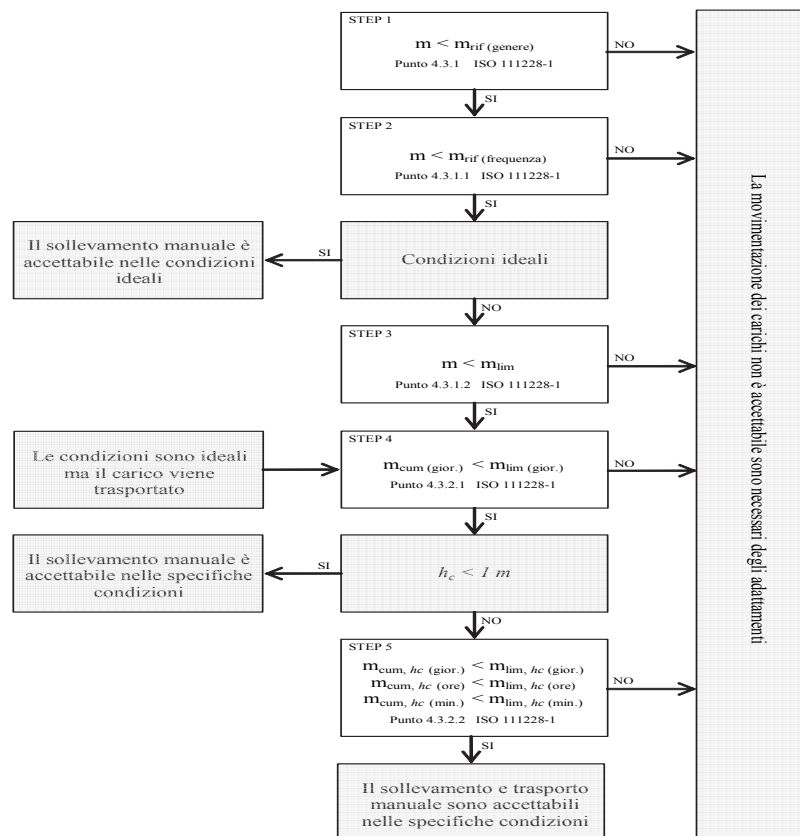 STEP 1
m < mrif (genere)
Punto 4.3.1 ISO 111228-1
NO
SI
STEP 2
m < mrif (frequenza)
Punto 4.3.1.1 ISO 111228-1
NO
SI
Il sollevamento manuale è
accettabile nelle condizioni
ideali
SI
Condizioni ideali
NO
STEP 3
m < mlim
Punto 4.3.1.2 ISO 111228-1
NO
SI
Le condizioni sono ideali
ma il carico viene
trasportato
STEP 4
mcum (gior.) < mlim (gior.)
Punto 4.3.2.1 ISO 111228-1
NO
SI
Il sollevamento manuale è
accettabile nelle specifiche
condizioni
SI
hc < 1 m
NO
STEP 5
mcum, hc (gior.) < mlim, hc (gior.)
mcum, hc (ore) < mlim, hc (ore)
mcum, hc (min.) < mlim, hc (min.)
Punto 4.3.2.2 ISO 111228-1
NO
SI
Il sollevamento e trasporto
manuale sono accettabili
nelle specifiche condizioni
La movimentazione dei carichi non è accettabile sono necessari degli adattamenti